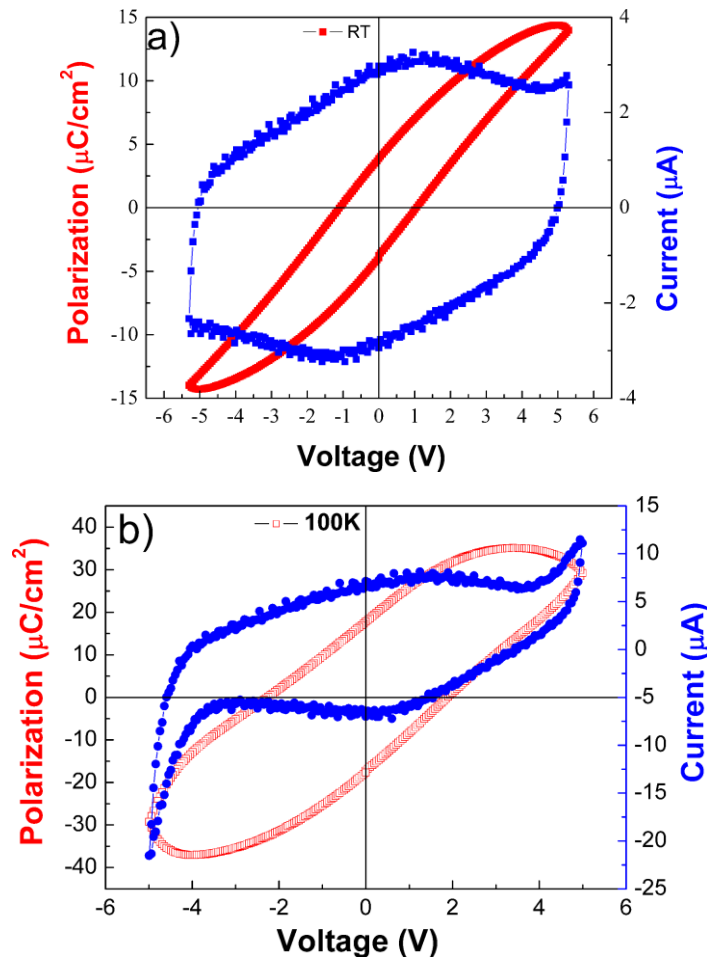 a)
RT
Polarization (μC/cm²)
15
10
5
0
-5
-10
-15
Current (μA)
4
2
0
-2
-4
-6 -5 -4 -3 -2 -1 0 1 2 3 4 5 6
Voltage (V)
b)
100K
Polarization (μC/cm²)
40
30
20
10
0
-10
-20
-30
-40
Current (μA)
15
10
5
0
-5
-10
-15
-20
-25
-6 -4 -2 0 2 4 6
Voltage (V)